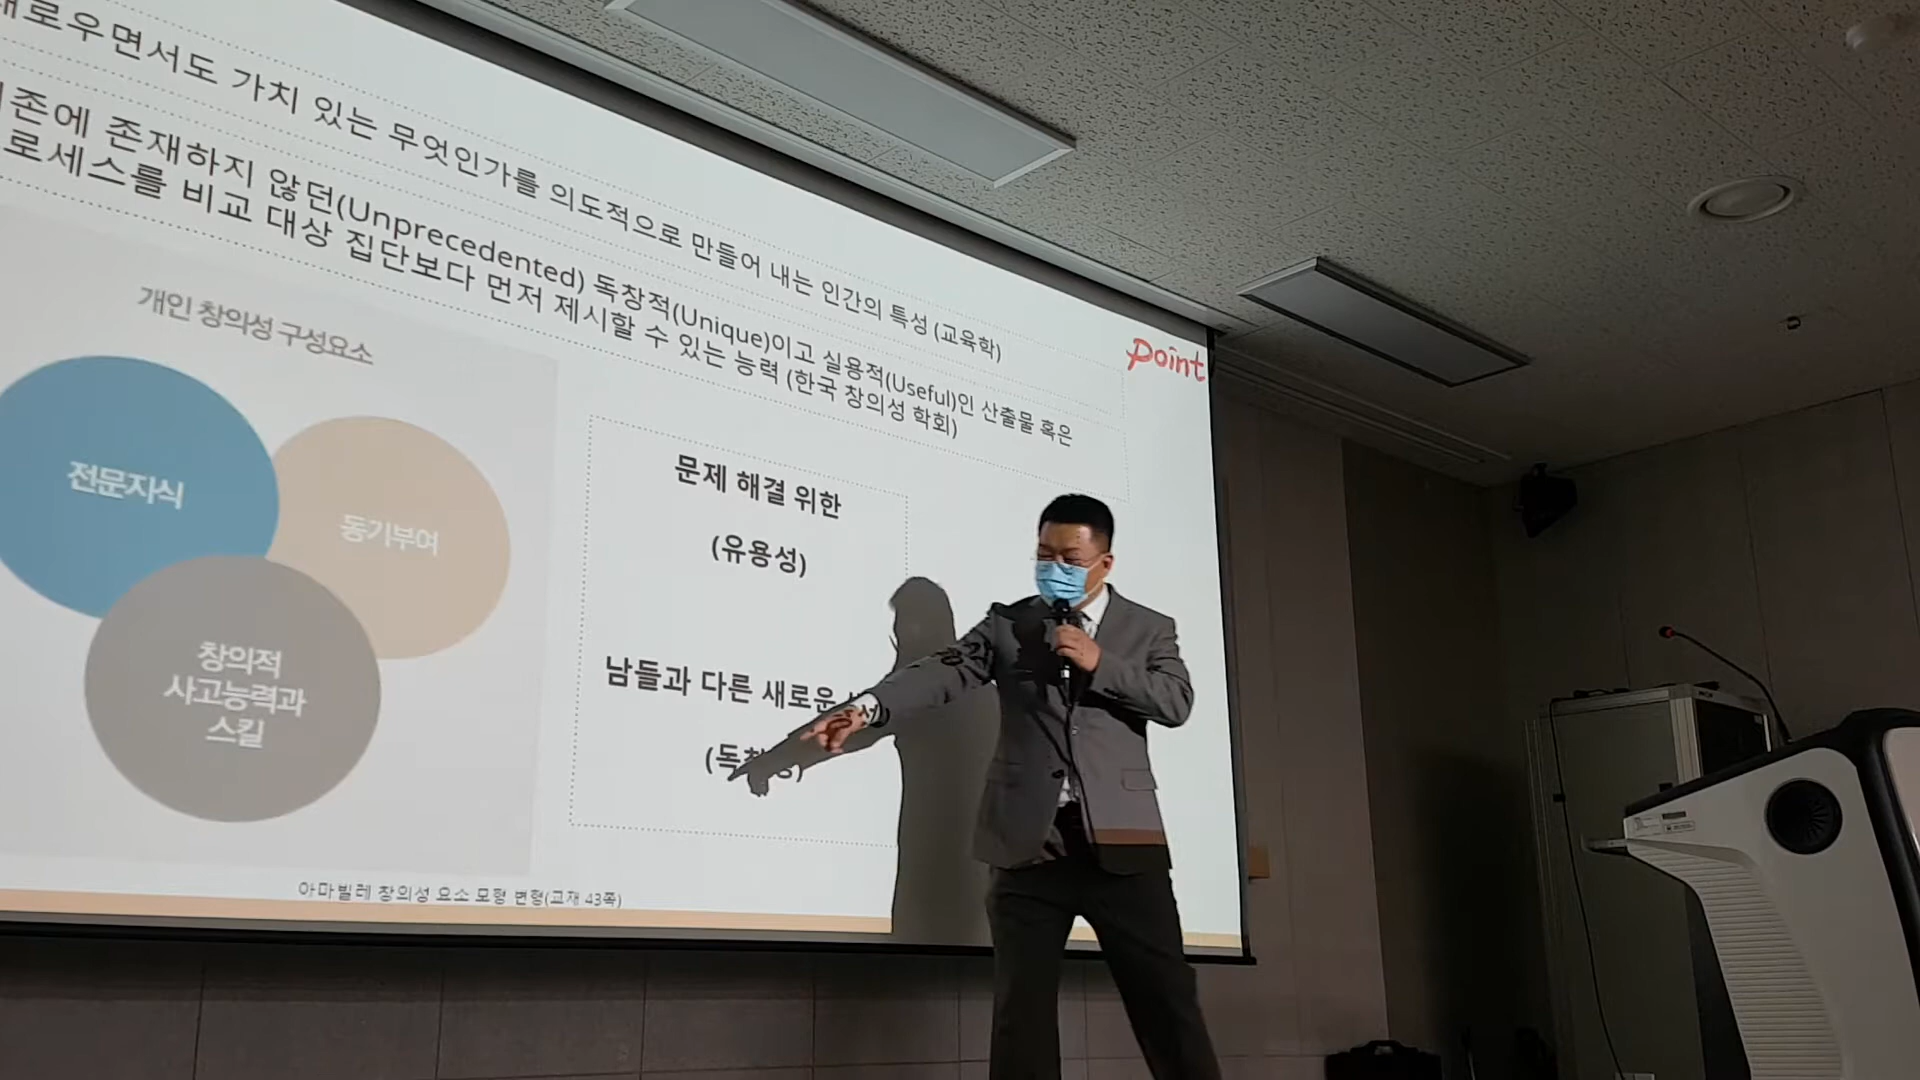 새로우면서도 가치 있는 무엇인가를 의도적으로 만들어 내는 인간의 특성 (교육학)
기존에 존재하지 않던(Unprecedented) 독창적(Unique)이고 실용적(Useful)인 산출물 혹은
로세스를 비교 대상 집단보다 먼저 제시할 수 있는 능력 (한국 창의성 학회)
point
개인 창의성 구성요소
전문지식
동기부여
창의적
사고능력과
스킬
문제 해결 위한
(유용성)
남들과 다른 새로운
아마빌레 창의성 요소 모형 변형(교재 43쪽)